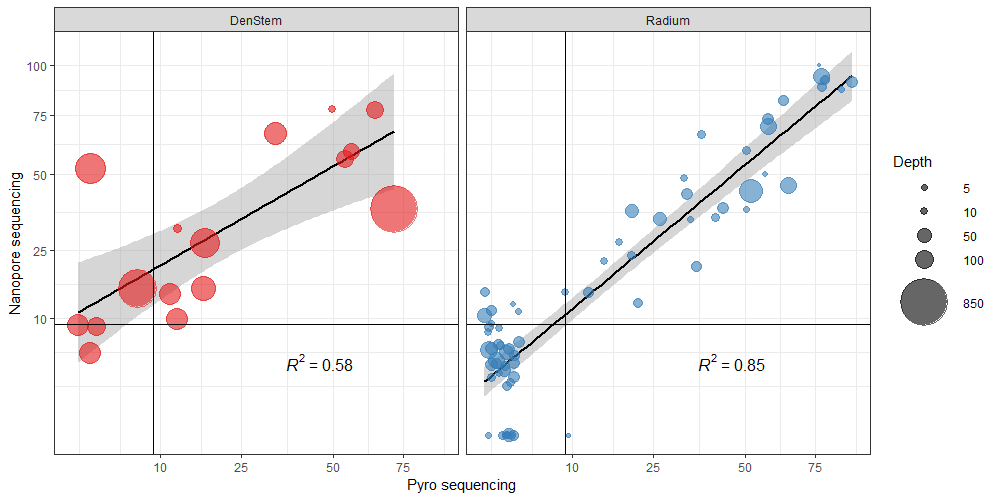 DenStem
Radium
100
75
50
25
10
Nanopore sequencing
R² = 0.58
R² = 0.85
10
25
50
75
10
25
50
75
Pyro sequencing
Depth
5
10
50
100
850